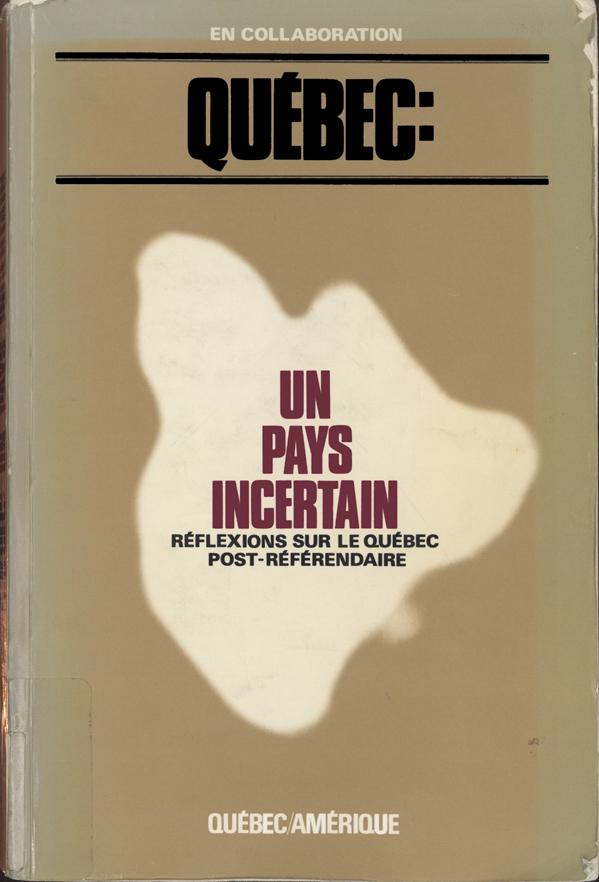 EN COLLABORATION
QUÉBEC:
UN
PAYS
INCERTAIN
RÉFLEXIONS SUR LE QUÉBEC
POST-RÉFÉRENDAIRE
QUÉBEC/AMÉRIQUE